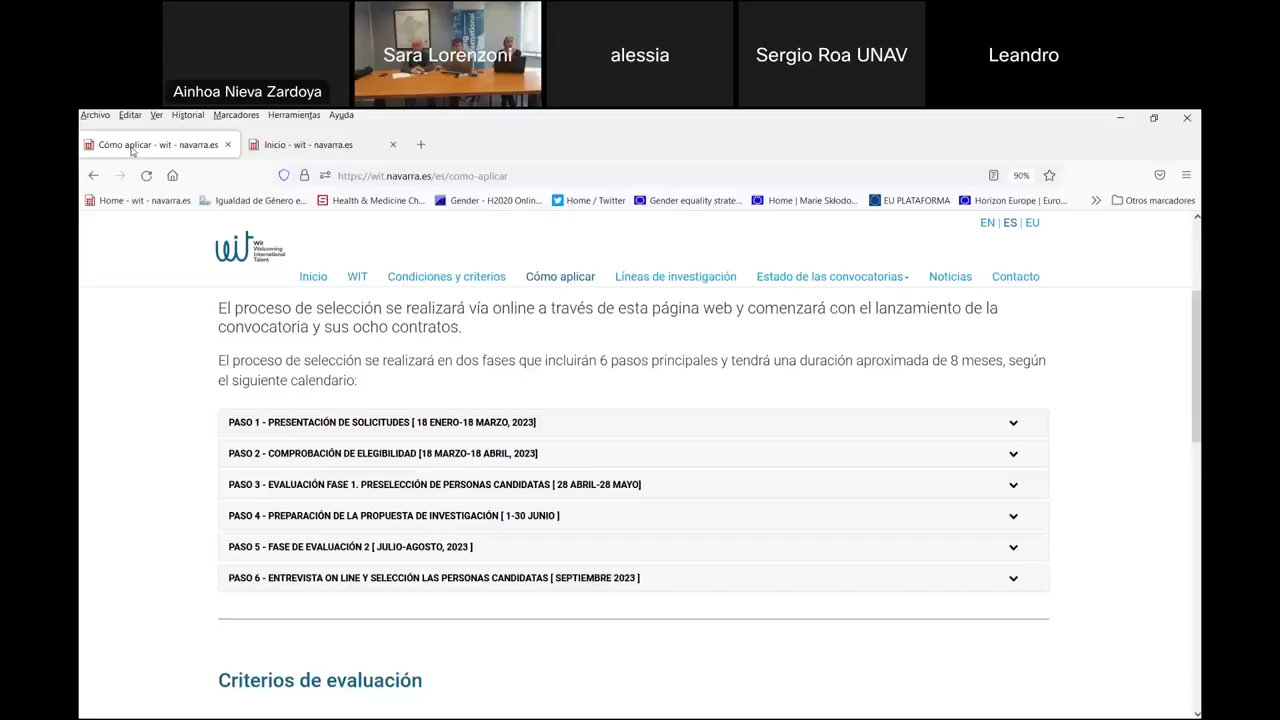 Ainhoa Nieva Zardoya
Sara Lorenzoni
alessia
Sergio Roa UNAV
Leandro
Archivo Editar Ver Historial Marcadores Herramientas Ayuda
Cómo aplicar - wit - navarra.es
Inicio - wit - navarra.es
https://wit.navarra.es/es/como-aplicar
90%
Home - wit - navarra.es
Igualdad de Género e...
Health & Medicine Ch...
Gender - H2020 Onlin...
Home / Twitter
Gender equality strate...
Home | Marie Skłodo...
EU PLATAFORMA
Horizon Europe | Euro...
Otros marcadores
EN | ES | EU
wit
Wit
Welcoming
International
Talent
Inicio WIT Condiciones y criterios Cómo aplicar Líneas de investigación Estado de las convocatorias Noticias Contacto
El proceso de selección se realizará vía online a través de esta página web y comenzará con el lanzamiento de la
convocatoria y sus ocho contratos.
El proceso de selección se realizará en dos fases que incluirán 6 pasos principales y tendrá una duración aproximada de 8 meses, según
el siguiente calendario:
PASO 1 - PRESENTACIÓN DE SOLICITUDES [ 18 ENERO-18 MARZO, 2023]
PASO 2 - COMPROBACIÓN DE ELEGIBILIDAD [18 MARZO-18 ABRIL, 2023]
PASO 3 - EVALUACIÓN FASE 1. PRESELECCIÓN DE PERSONAS CANDIDATAS [ 28 ABRIL-28 MAYO]
PASO 4 - PREPARACIÓN DE LA PROPUESTA DE INVESTIGACIÓN [ 1-30 JUNIO ]
PASO 5 - FASE DE EVALUACIÓN 2 [ JULIO-AGOSTO, 2023 ]
PASO 6 - ENTREVISTA ON LINE Y SELECCIÓN LAS PERSONAS CANDIDATAS [ SEPTIEMBRE 2023 ]
Criterios de evaluación